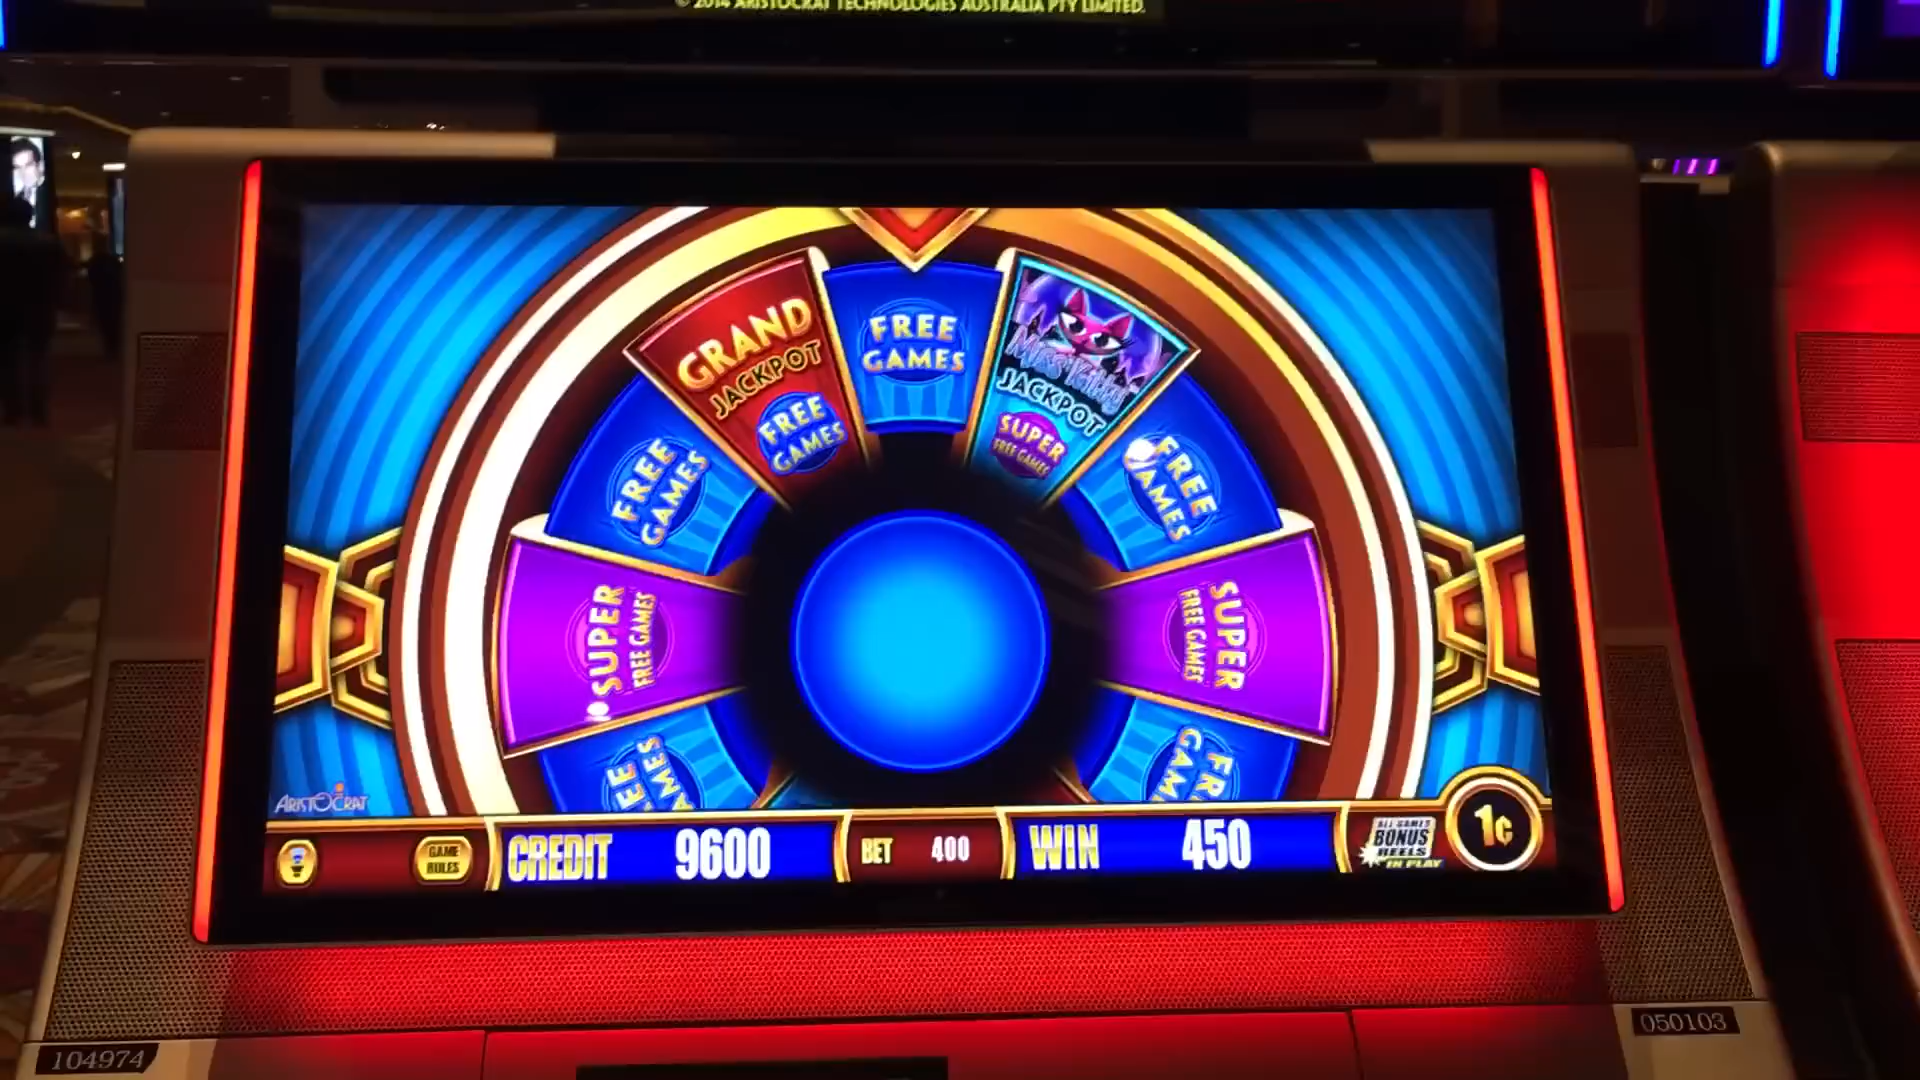 © 2014 ARISTOCRAT TECHNOLOGIES AUSTRALIA PTY LIMITED.
GRAND
JACKPOT
FREE
GAMES
FREE
GAMES
Miss Kitty
JACKPOT
SUPER
FREE GAMES
FREE
GAMES
FREE
GAMES
SUPER
FREE GAMES
SUPER
FREE GAMES
ARISTOCRAT
GAME
RULES
CREDIT 9600
BET 400
WIN 450
ALL GAMES
BONUS
REELS
IN PLAY
1¢
104974
050103